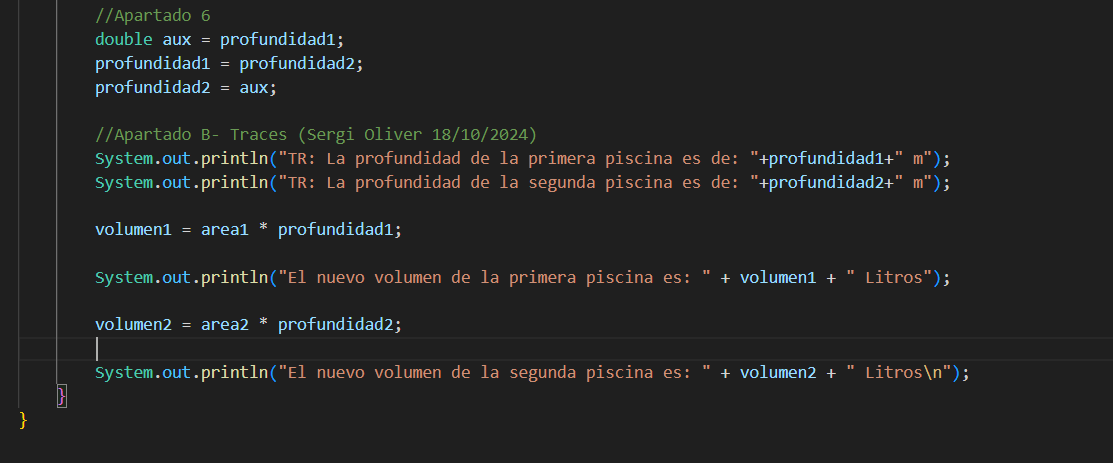 //Apartado 6
double aux = profundidad1;
profundidad1 = profundidad2;
profundidad2 = aux;
//Apartado B- Traces (Sergi Oliver 18/10/2024)
System.out.println("TR: La profundidad de la primera piscina es de: "+profundidad1+" m");
System.out.println("TR: La profundidad de la segunda piscina es de: "+profundidad2+" m");
volumen1 = area1 * profundidad1;
System.out.println("El nuevo volumen de la primera piscina es: " + volumen1 + " Litros");
volumen2 = area2 * profundidad2;
System.out.println("El nuevo volumen de la segunda piscina es: " + volumen2 + " Litros\n");
}
}